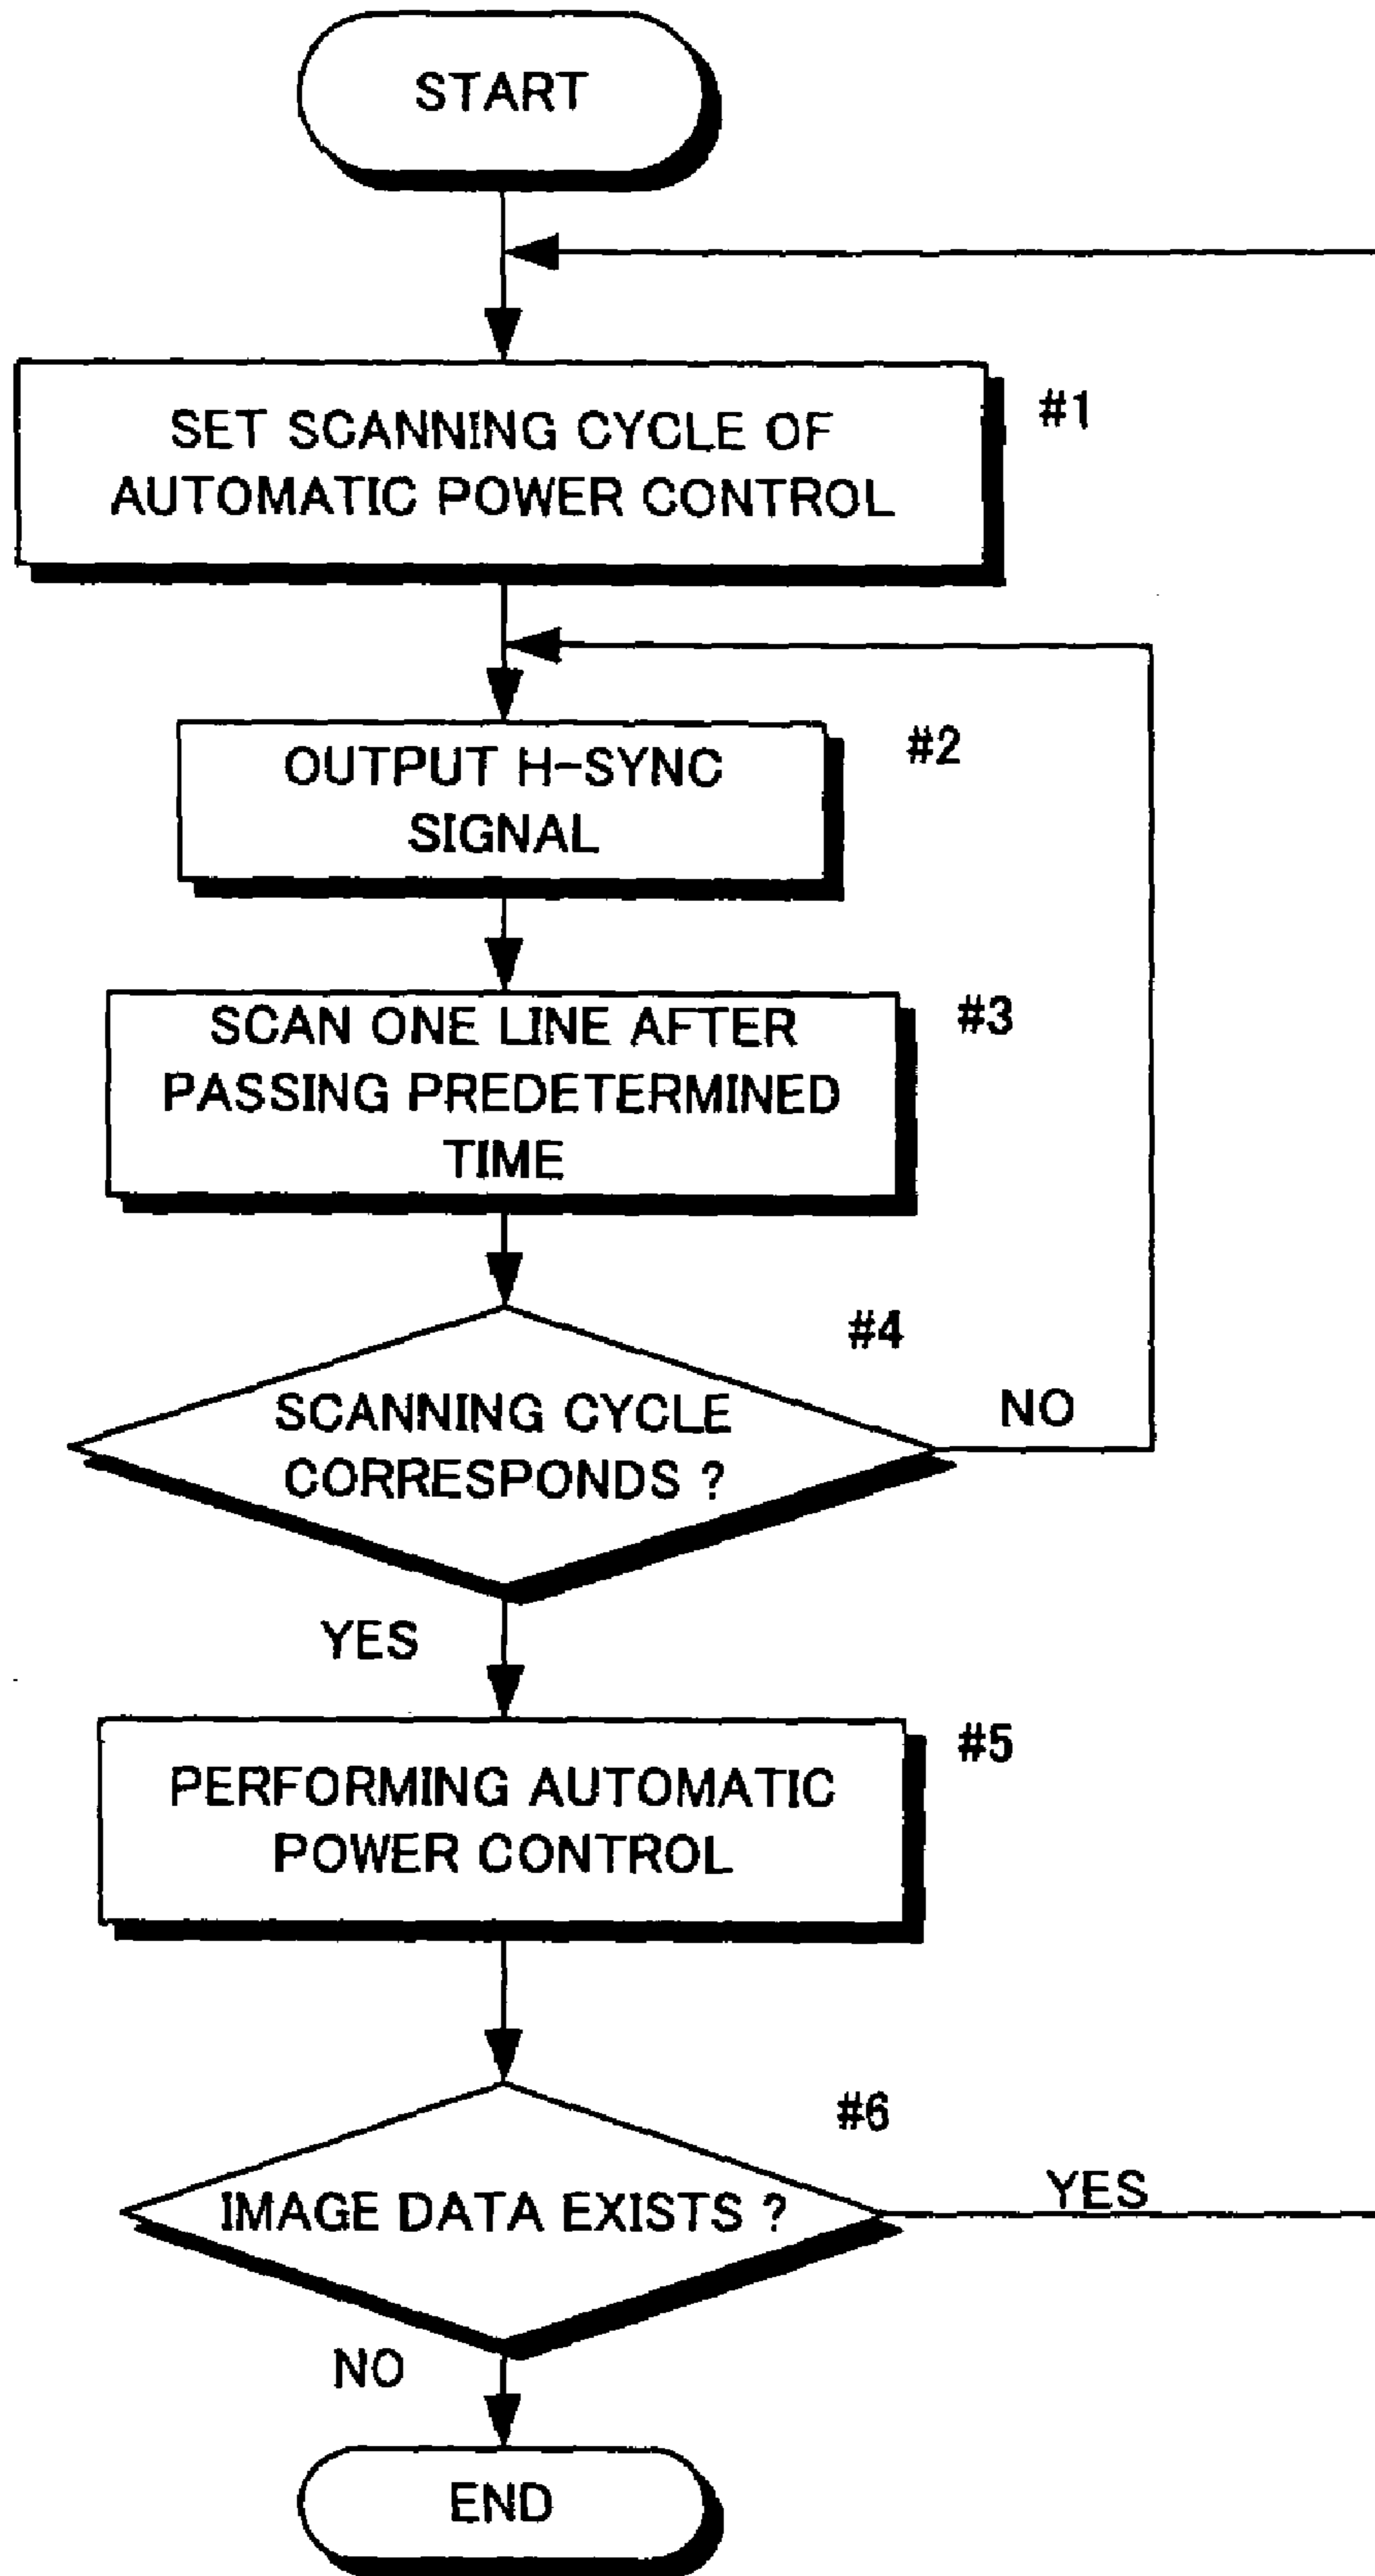 START
SET SCANNING CYCLE OF
AUTOMATIC POWER CONTROL
#1
OUTPUT H-SYNC
SIGNAL
#2
SCAN ONE LINE AFTER
PASSING PREDETERMINED
TIME
#3
#4
SCANNING CYCLE
CORRESPONDS ?
NO
YES
PERFORMING AUTOMATIC
POWER CONTROL
#5
#6
IMAGE DATA EXISTS ?
YES
NO
END